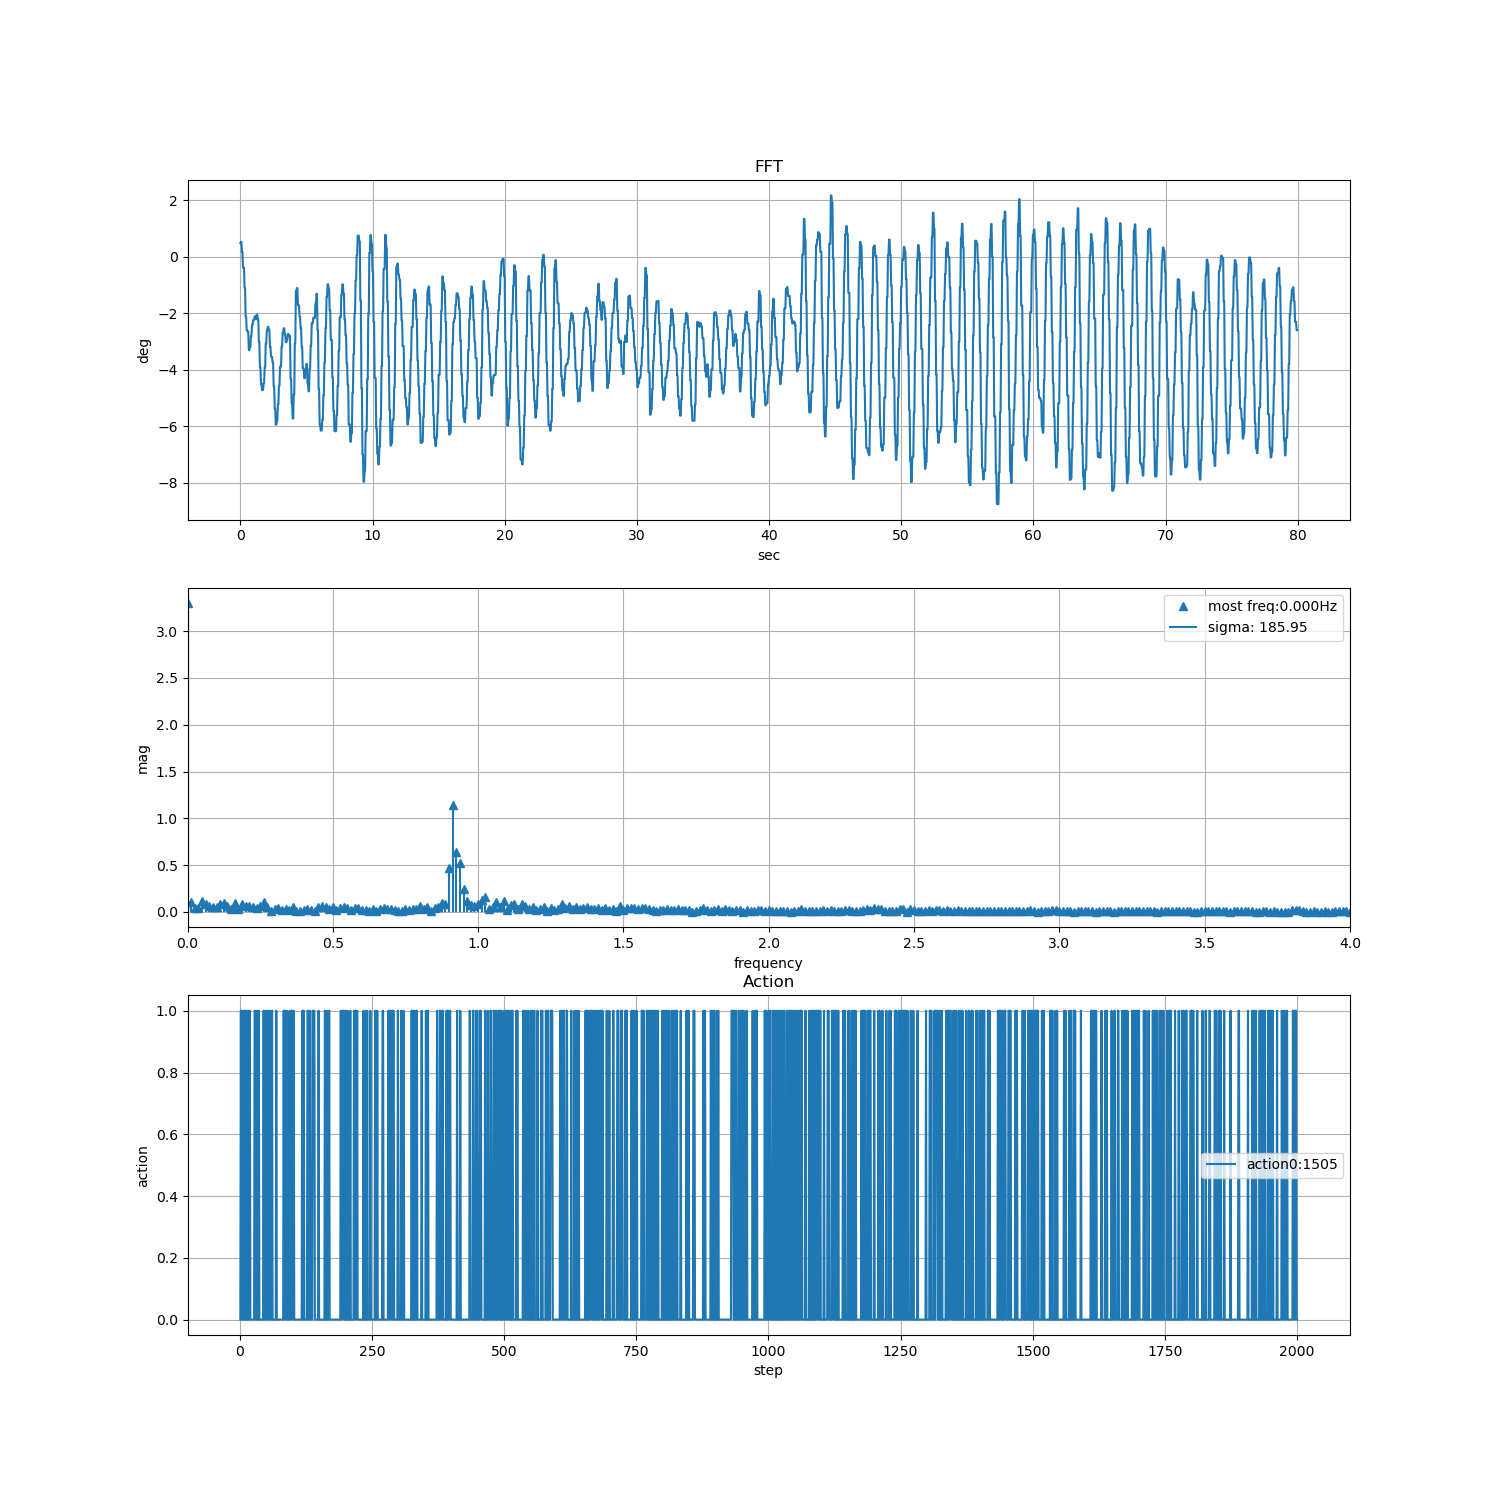 FFT
2
0
−2
−4
−6
−8
deg
0 10 20 30 40 50 60 70 80
sec
most freq:0.000Hz
sigma: 185.95
3.0
2.5
2.0
1.5
1.0
0.5
0.0
mag
0.0 0.5 1.0 1.5 2.0 2.5 3.0 3.5 4.0
frequency
Action
1.0
0.8
0.6
0.4
0.2
0.0
action
action0:1505
0 250 500 750 1000 1250 1500 1750 2000
step